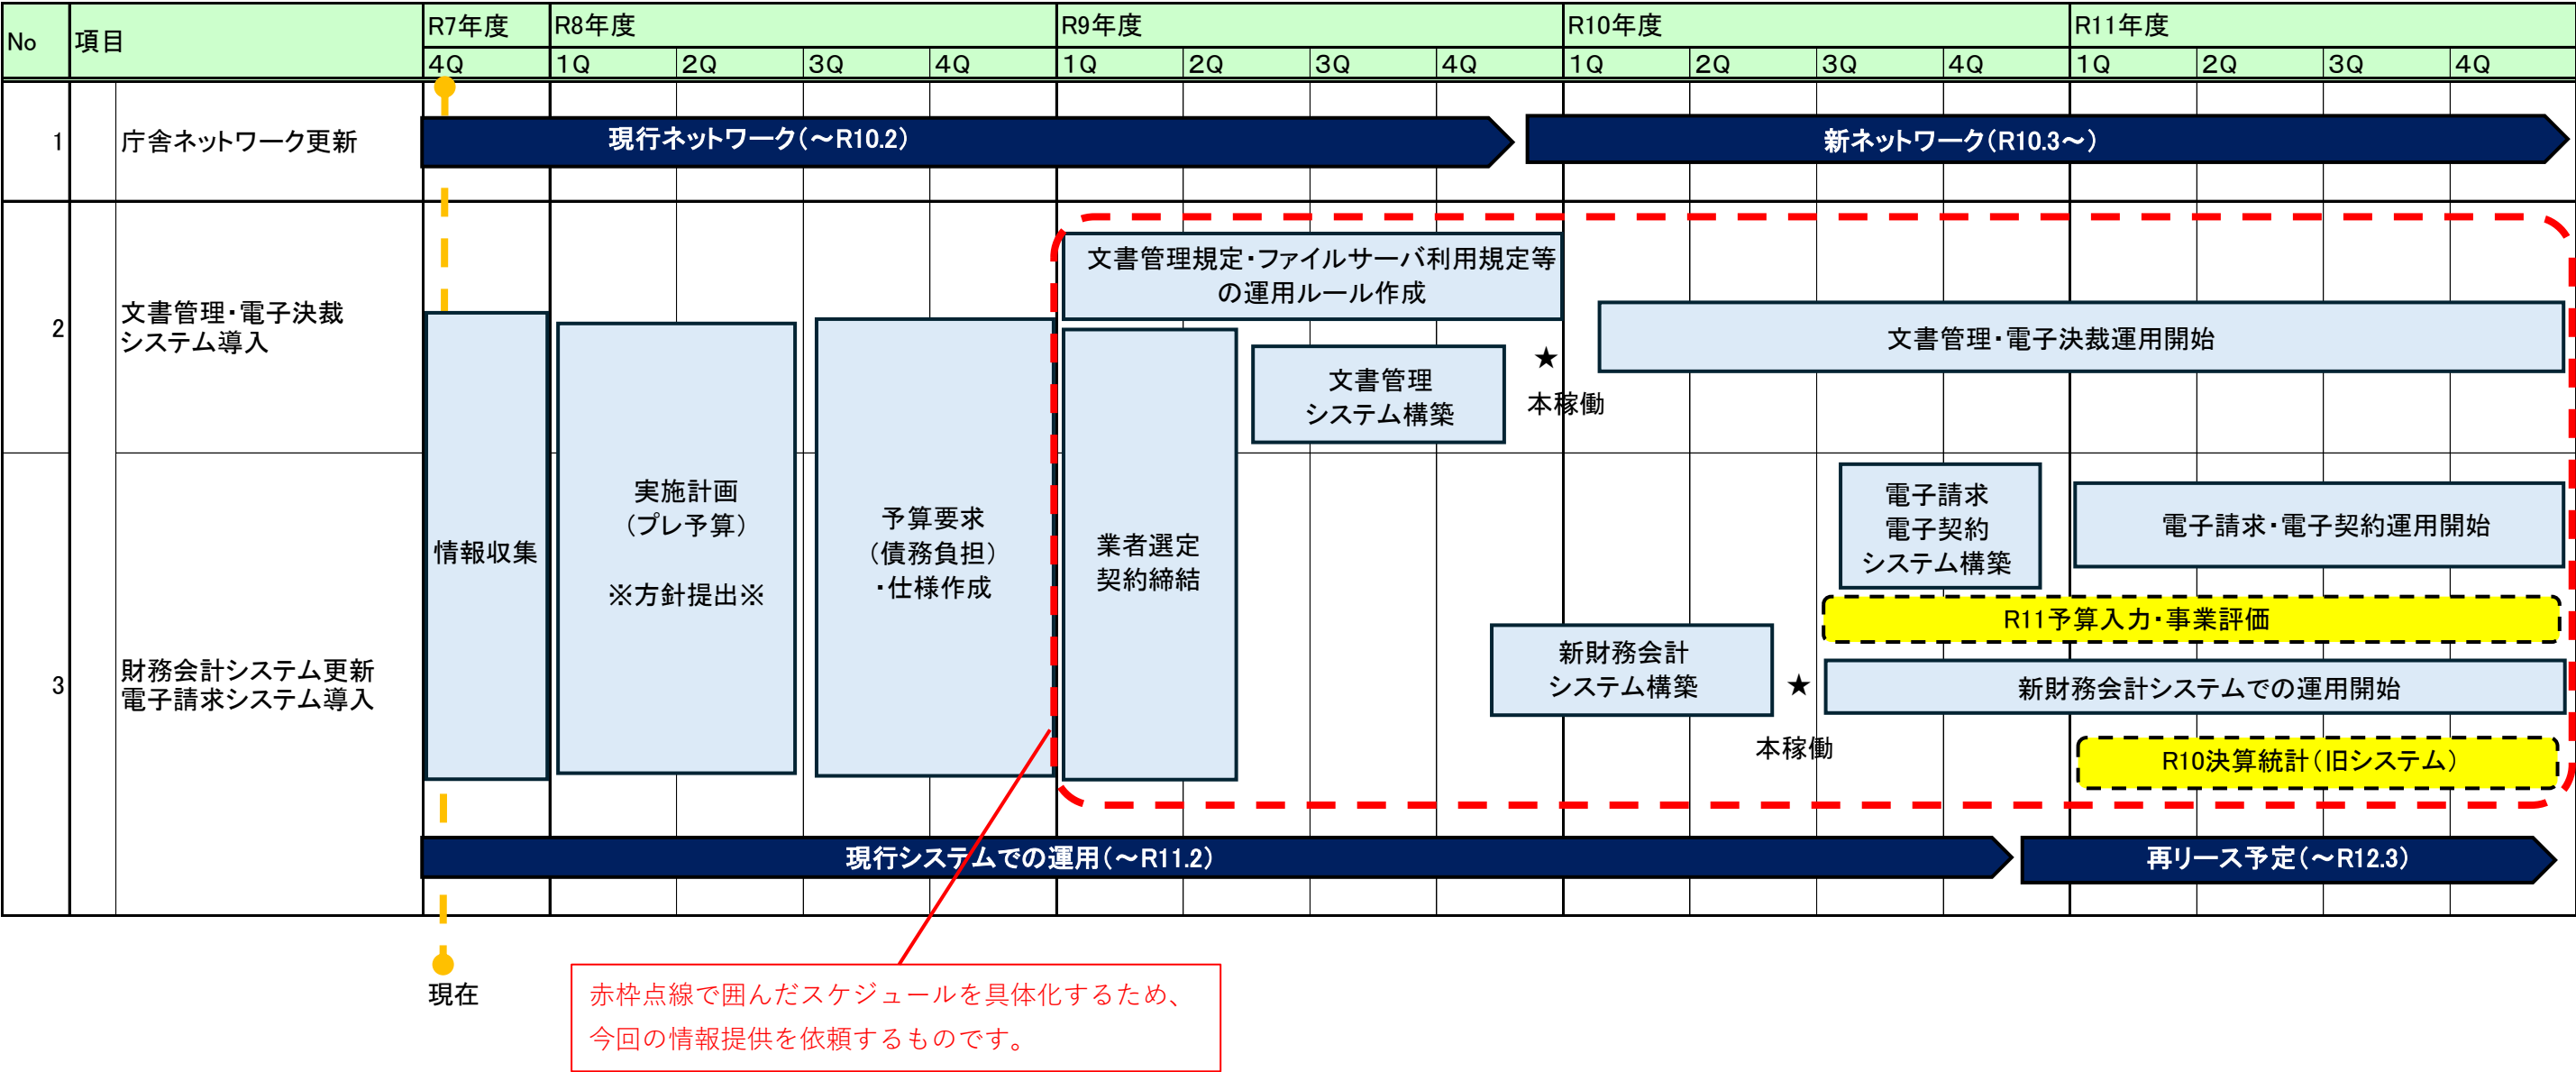 No
項目
R7年度
R8年度
R9年度
R10年度
R11年度
4Q
1Q
2Q
3Q
4Q
1Q
2Q
3Q
4Q
1Q
2Q
3Q
4Q
1Q
2Q
3Q
4Q
1
庁舎ネットワーク更新
現行ネットワーク（～R10.2）
新ネットワーク（R10.3～）
2
文書管理・電子決裁
システム導入
文書管理規定・ファイルサーバ利用規定等
の運用ルール作成
文書管理
システム構築
★
本稼働
文書管理・電子決裁運用開始
情報収集
実施計画
（プレ予算）
※方針提出※
予算要求
（債務負担）
・仕様作成
業者選定
契約締結
3
財務会計システム更新
電子請求システム導入
電子請求
電子契約
システム構築
電子請求・電子契約運用開始
R11予算入力・事業評価
新財務会計
システム構築
★
本稼働
新財務会計システムでの運用開始
R10決算統計（旧システム）
現行システムでの運用（～R11.2）
再リース予定（～R12.3）
現在
赤枠点線で囲んだスケジュールを具体化するため、
今回の情報提供を依頼するものです。